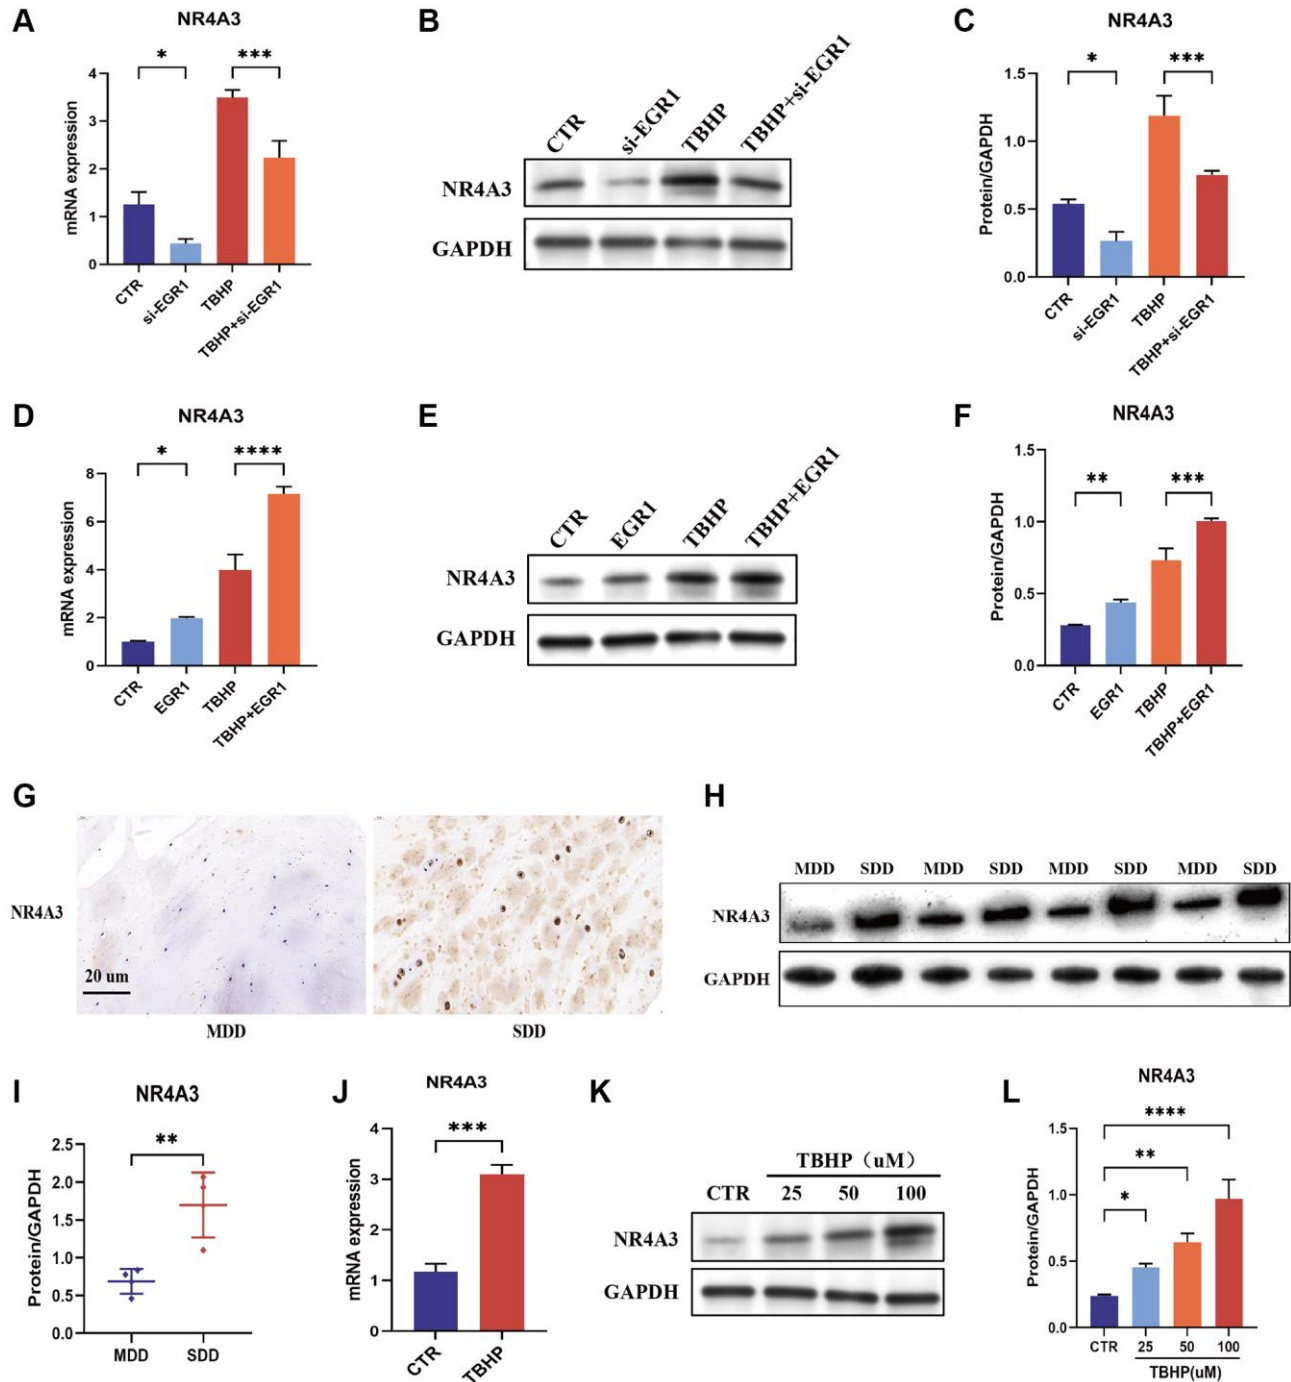 A
NR4A3
* ***
mRNA expression
4
3
2
1
0
CTR
si-EGR1
TBHP
TBHP+si-EGR1
B
CTR
si-EGR1
TBHP
TBHP+si-EGR1
NR4A3
GAPDH
C
NR4A3
* ***
Protein/GAPDH
1.5
1.0
0.5
0.0
CTR
si-EGR1
TBHP
TBHP+si-EGR1
D
NR4A3
* ****
mRNA expression
8
6
4
2
0
CTR
EGR1
TBHP
TBHP+EGR1
E
CTR
EGR1
TBHP
TBHP+EGR1
NR4A3
GAPDH
F
NR4A3
** ***
Protein/GAPDH
1.5
1.0
0.5
0.0
CTR
EGR1
TBHP
TBHP+EGR1
G
NR4A3
20 um
MDD
SDD
H
MDD SDD MDD SDD MDD SDD MDD SDD
NR4A3
GAPDH
I
NR4A3
**
Protein/GAPDH
2.5
2.0
1.5
1.0
0.5
0.0
MDD SDD
J
NR4A3
***
mRNA expression
4
3
2
1
0
CTR
TBHP
K
TBHP（uM）
CTR 25 50 100
NR4A3
GAPDH
L
NR4A3
****
**
*
Protein/GAPDH
1.5
1.0
0.5
0.0
CTR 25 50 100
TBHP(uM)